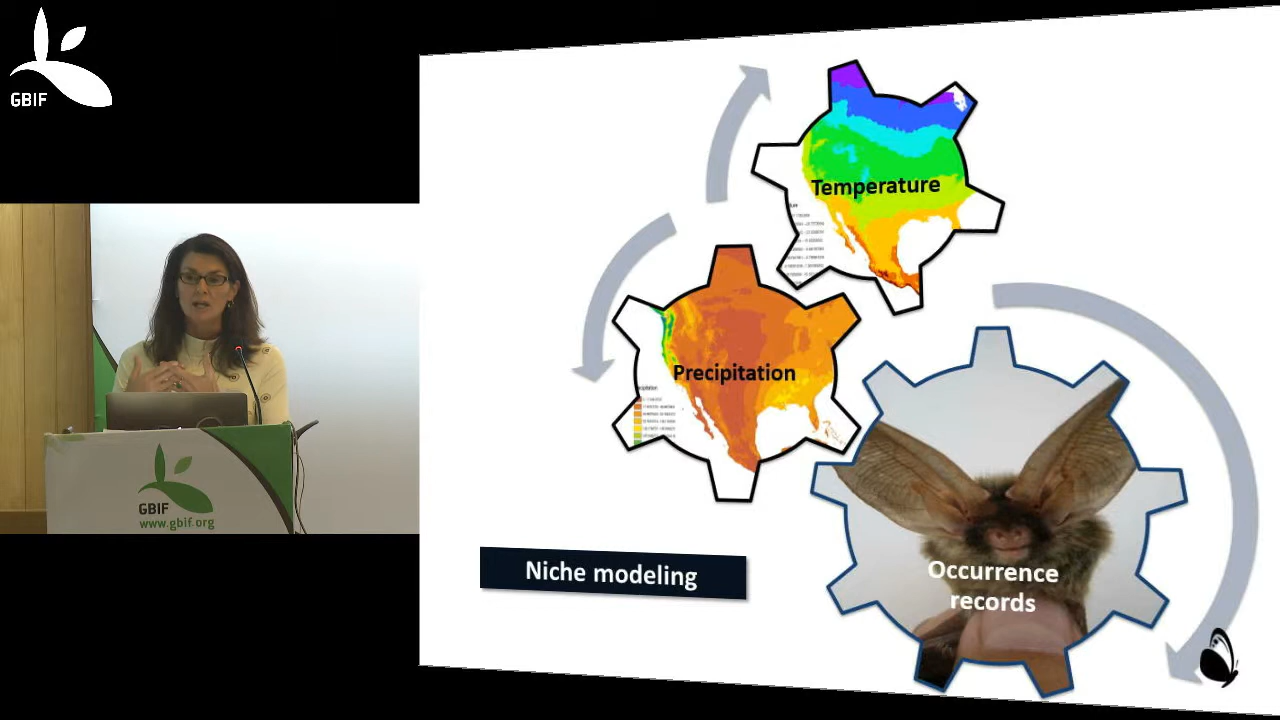 GBIF
Temperature
Precipitation
Niche modeling
Occurrence
records
GBIF
www.gbif.org